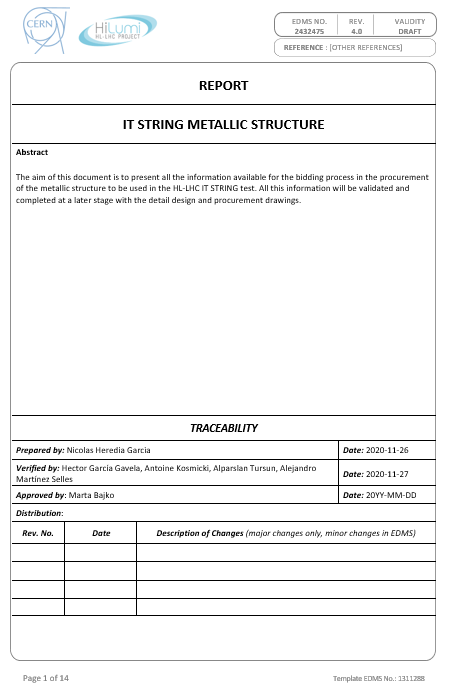 CERN
HiLumi
HL-LHC PROJECT
EDMS NO. REV. VALIDITY
2432475 4.0 DRAFT
REFERENCE : [OTHER REFERENCES]
REPORT
IT STRING METALLIC STRUCTURE
Abstract
The aim of this document is to present all the information available for the bidding process in the procurement
of the metallic structure to be used in the HL-LHC IT STRING test. All this information will be validated and
completed at a later stage with the detail design and procurement drawings.
TRACEABILITY
Prepared by: Nicolas Heredia Garcia Date: 2020-11-26
Verified by: Hector García Gavela, Antoine Kosmicki, Alparslan Tursun, Alejandro
Martínez Selles Date: 2020-11-27
Approved by: Marta Bajko Date: 20YY-MM-DD
Distribution:
Rev. No. Date Description of Changes (major changes only, minor changes in EDMS)
Page 1 of 14 Template EDMS No.: 1311288